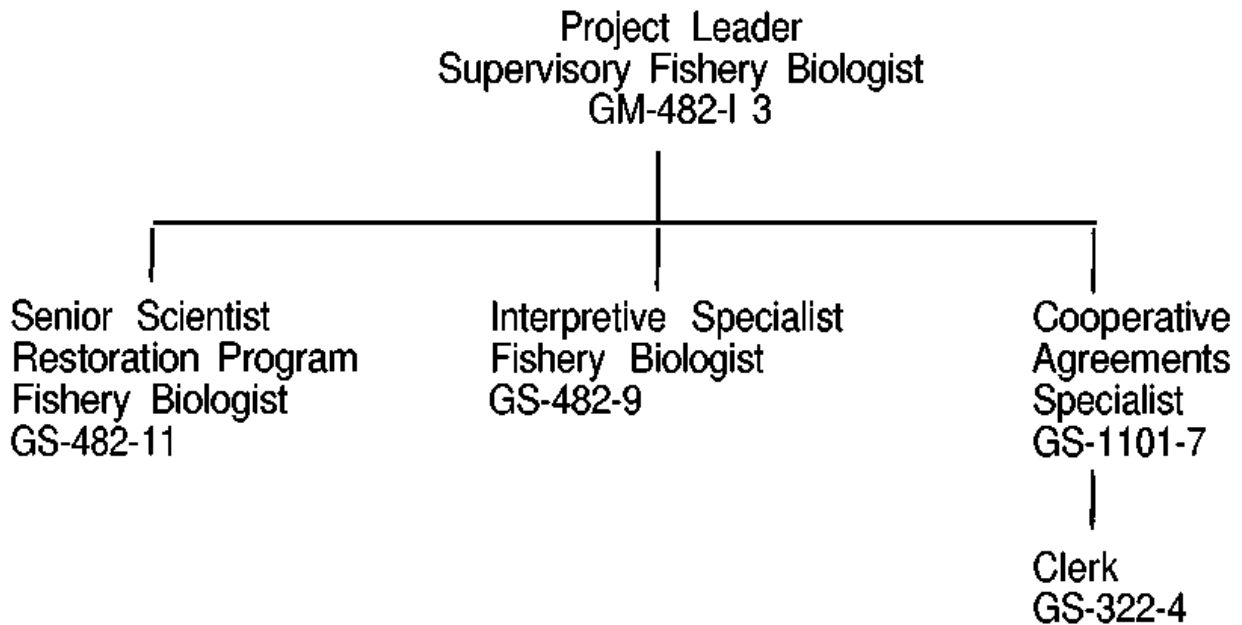 Project Leader
Supervisory Fishery Biologist
GM-482-I 3
Senior Scientist
Restoration Program
Fishery Biologist
GS-482-11
Interpretive Specialist
Fishery Biologist
GS-482-9
Cooperative
Agreements
Specialist
GS-1101-7
Clerk
GS-322-4